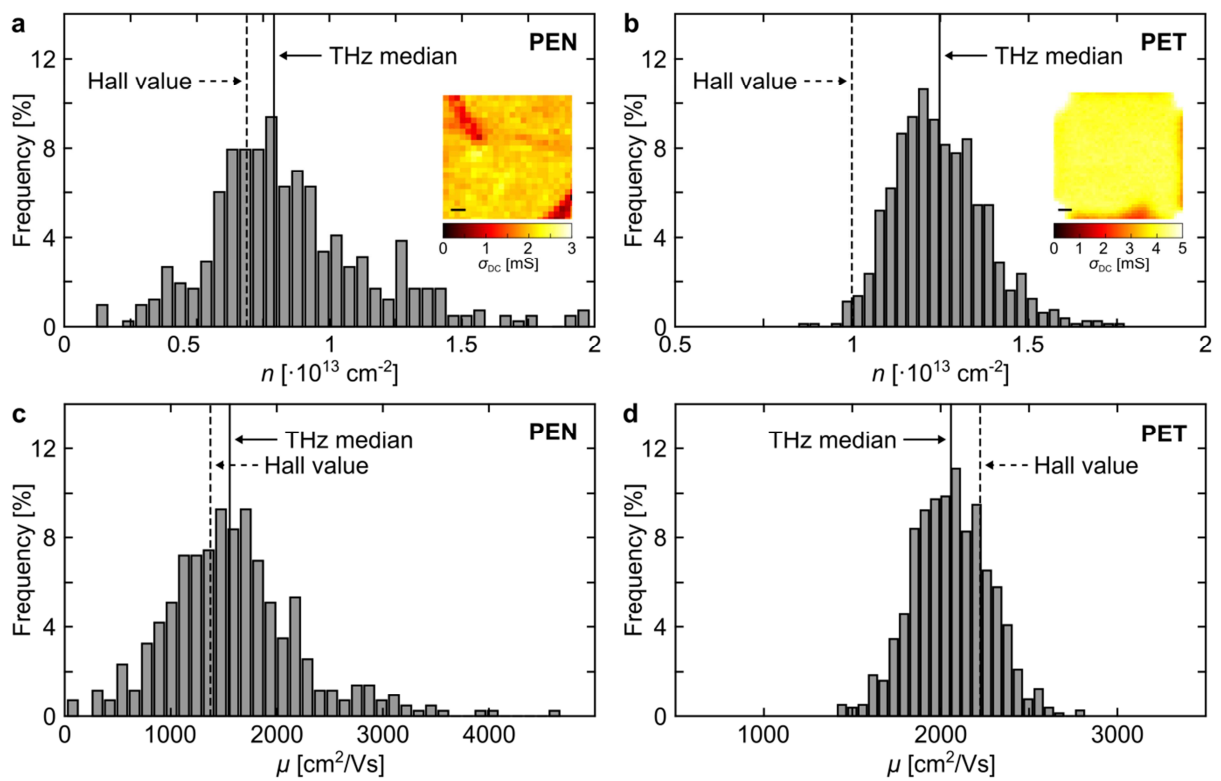 a
PEN
12
THz median
Hall value
8
4
0
Frequency [%]
0 1 2 3
σDC [mS]
0 0.5 1 1.5 2
n [·10¹³ cm⁻²]
b
PET
12
THz median
Hall value
8
4
0
Frequency [%]
0 1 2 3 4 5
σDC [mS]
0.5 1 1.5 2
n [·10¹³ cm⁻²]
c
PEN
12
THz median
Hall value
8
4
0
Frequency [%]
0 1000 2000 3000 4000
μ [cm²/Vs]
d
PET
12
THz median
Hall value
8
4
0
Frequency [%]
1000 2000 3000
μ [cm²/Vs]